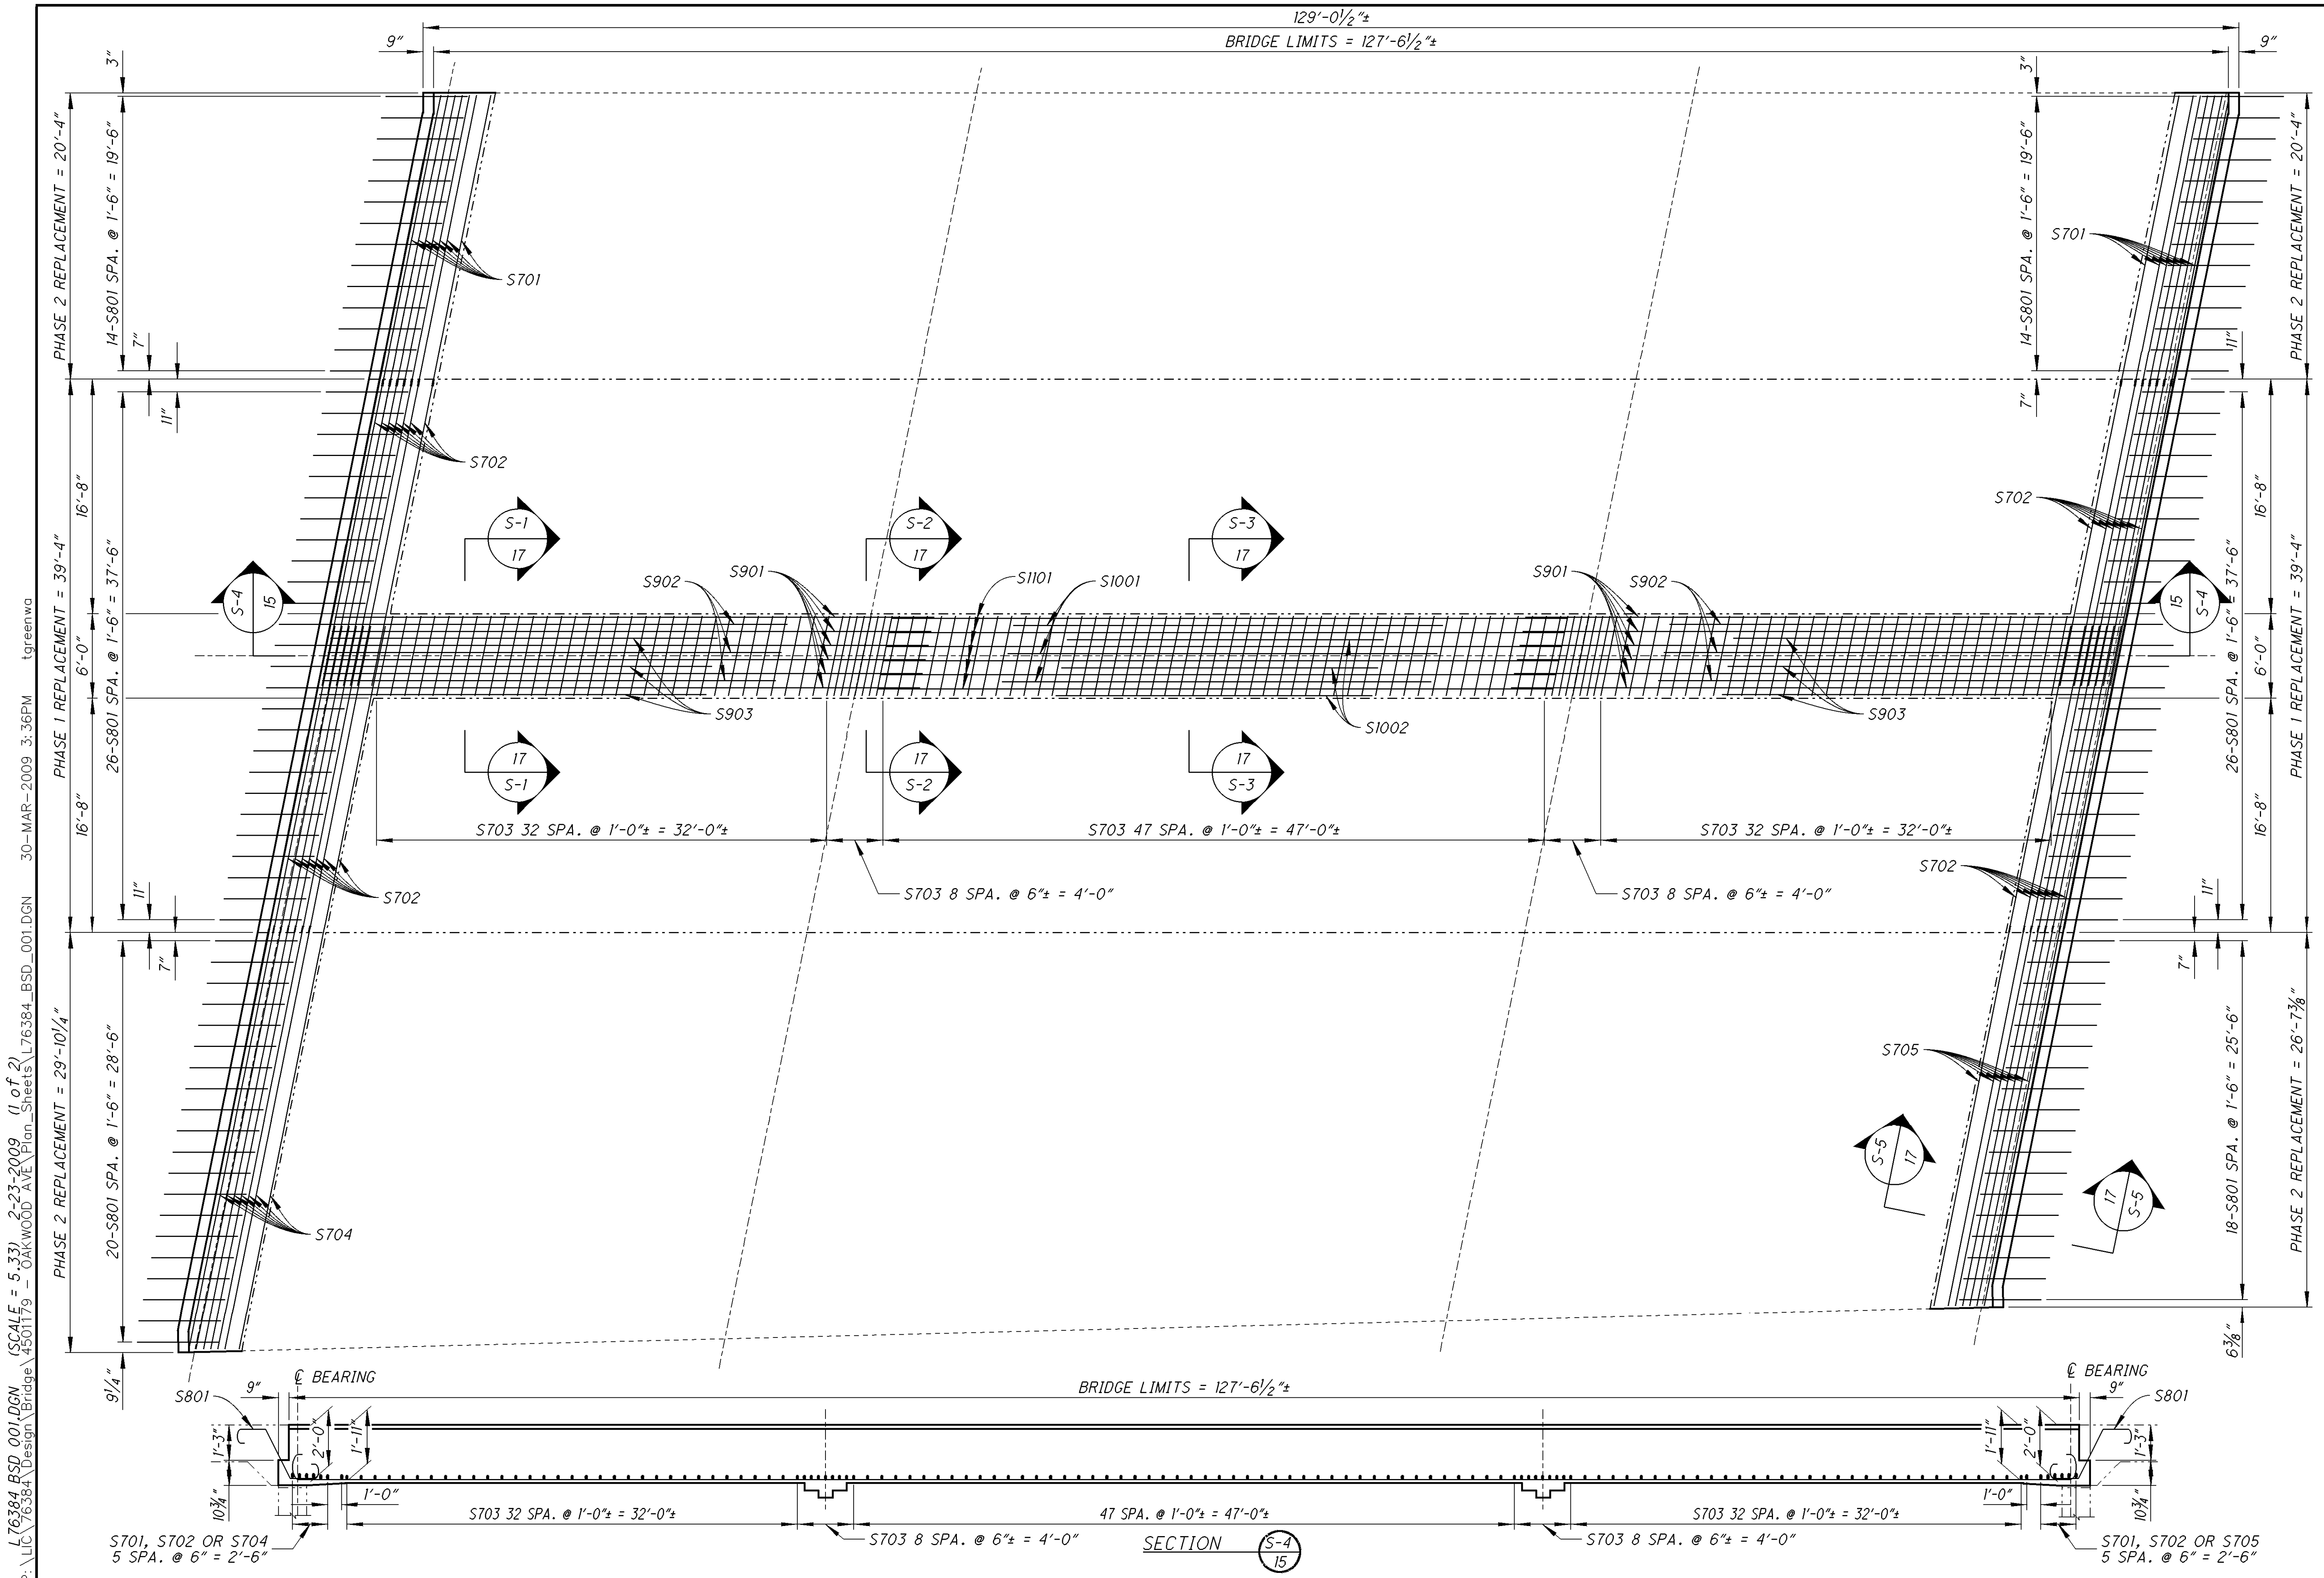 129'-0½"±
9"
BRIDGE LIMITS = 127'-6½"±
9"
3"
3"
PHASE 2 REPLACEMENT = 20'-4"
14-S801 SPA. @ 1'-6" = 19'-6"
14-S801 SPA. @ 1'-6" = 19'-6"
PHASE 2 REPLACEMENT = 20'-4"
S701
S701
7"
11"
11"
7"
S702
S702
PHASE 1 REPLACEMENT = 39'-4"
16'-8"
6'-0"
16'-8"
26-S801 SPA. @ 1'-6" = 37'-6"
26-S801 SPA. @ 1'-6" = 37'-6"
16'-8"
6'-0"
16'-8"
PHASE 1 REPLACEMENT = 39'-4"
S-1
17
S-2
17
S-3
17
S-4
15
15
S-4
S902
S901
S1101
S1001
S901
S902
S903
S1002
S903
17
S-1
17
S-2
17
S-3
S703 32 SPA. @ 1'-0"± = 32'-0"±
S703 47 SPA. @ 1'-0"± = 47'-0"±
S703 32 SPA. @ 1'-0"± = 32'-0"±
S703 8 SPA. @ 6"± = 4'-0"
S703 8 SPA. @ 6"± = 4'-0"
S702
S702
11"
7"
11"
7"
PHASE 2 REPLACEMENT = 29'-10¼"
20-S801 SPA. @ 1'-6" = 28'-6"
18-S801 SPA. @ 1'-6" = 25'-6"
PHASE 2 REPLACEMENT = 26'-7⅜"
S704
S705
S-5
17
17
S-5
9¼"
6⅜"
℄ BEARING
BRIDGE LIMITS = 127'-6½"±
℄ BEARING
S801
9"
9"
S801
1'-3"
2'-0"
1'-11"
1'-11"
2'-0"
1'-3"
10¾"
1'-0"
1'-0"
10¾"
S703 32 SPA. @ 1'-0"± = 32'-0"±
47 SPA. @ 1'-0"± = 47'-0"±
S703 32 SPA. @ 1'-0"± = 32'-0"±
S703 8 SPA. @ 6"± = 4'-0"
S703 8 SPA. @ 6"± = 4'-0"
S701, S702 OR S704
5 SPA. @ 6" = 2'-6"
S701, S702 OR S705
5 SPA. @ 6" = 2'-6"
SECTION
S-4
15
L76384 BSD 001.DGN (SCALE = 5.33) 2-23-2009 (1 of 2)
\LIC\76384\Design\Bridge\4501179 - OAKWOOD AVE\Plan_Sheets\L76384_BSD_001.DGN 30-MAR-2009 3:36PM tgreenwa